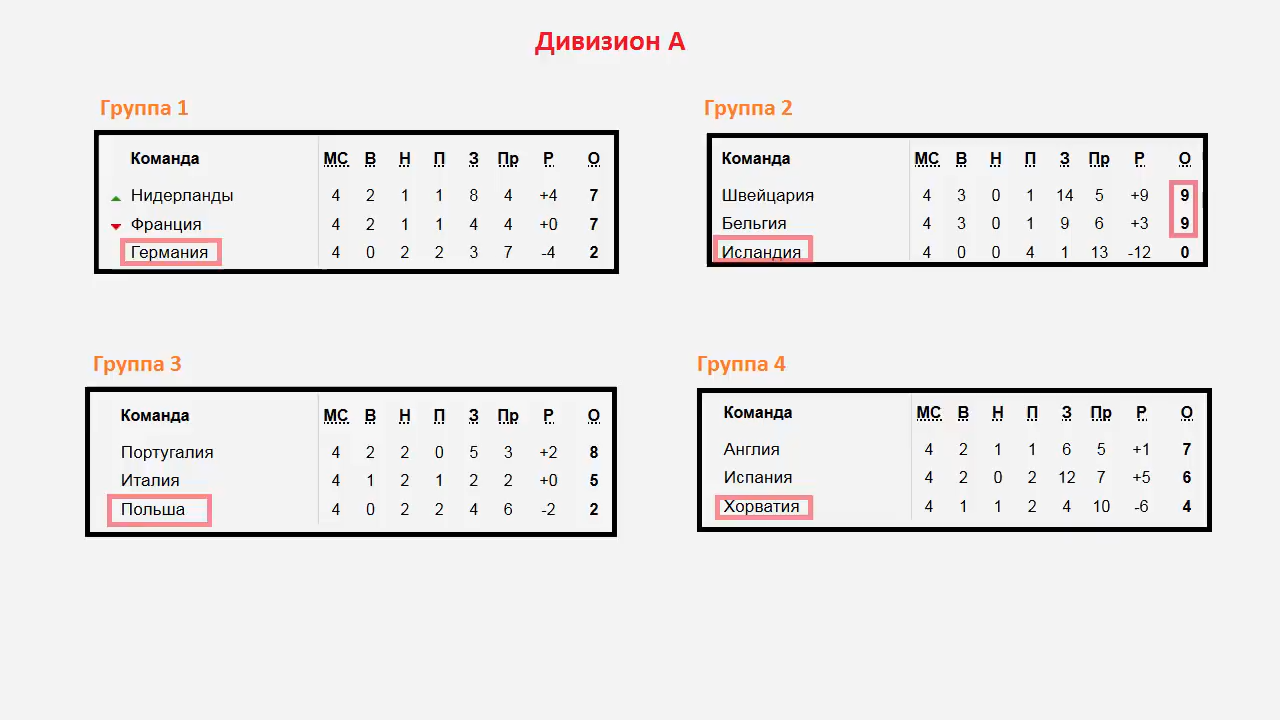 Дивизион А
Группа 1
Команда МС В Н П З Пр Р О
Нидерланды 4 2 1 1 8 4 +4 7
Франция 4 2 1 1 4 4 +0 7
Германия 4 0 2 2 3 7 -4 2
Группа 2
Команда МС В Н П З Пр Р О
Швейцария 4 3 0 1 14 5 +9 9
Бельгия 4 3 0 1 9 6 +3 9
Исландия 4 0 0 4 1 13 -12 0
Группа 3
Команда МС В Н П З Пр Р О
Португалия 4 2 2 0 5 3 +2 8
Италия 4 1 2 1 2 2 +0 5
Польша 4 0 2 2 4 6 -2 2
Группа 4
Команда МС В Н П З Пр Р О
Англия 4 2 1 1 6 5 +1 7
Испания 4 2 0 2 12 7 +5 6
Хорватия 4 1 1 2 4 10 -6 4